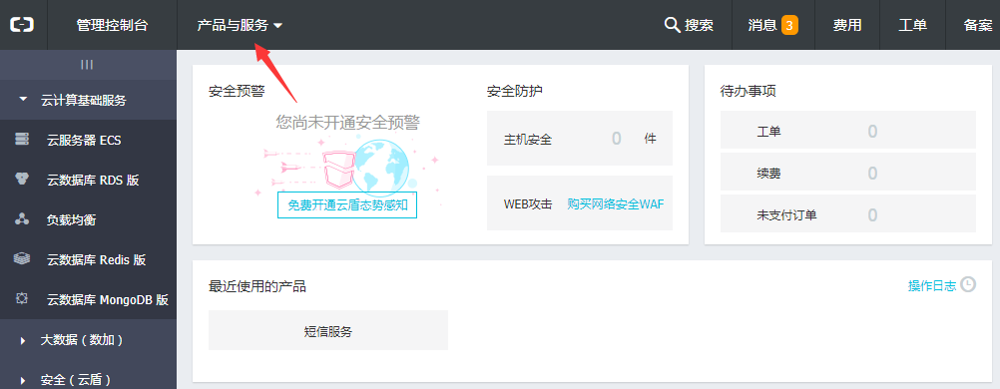 管理控制台
产品与服务
搜索
消息 3
费用
工单
备案
云计算基础服务
云服务器 ECS
云数据库 RDS 版
负载均衡
云数据库 Redis 版
云数据库 MongoDB 版
大数据（数加）
安全（云盾）
安全预警
您尚未开通安全预警
免费开通云盾态势感知
安全防护
主机安全 0 件
WEB攻击 购买网络安全WAF
待办事项
工单 0
续费 0
未支付订单 0
最近使用的产品
操作日志
短信服务